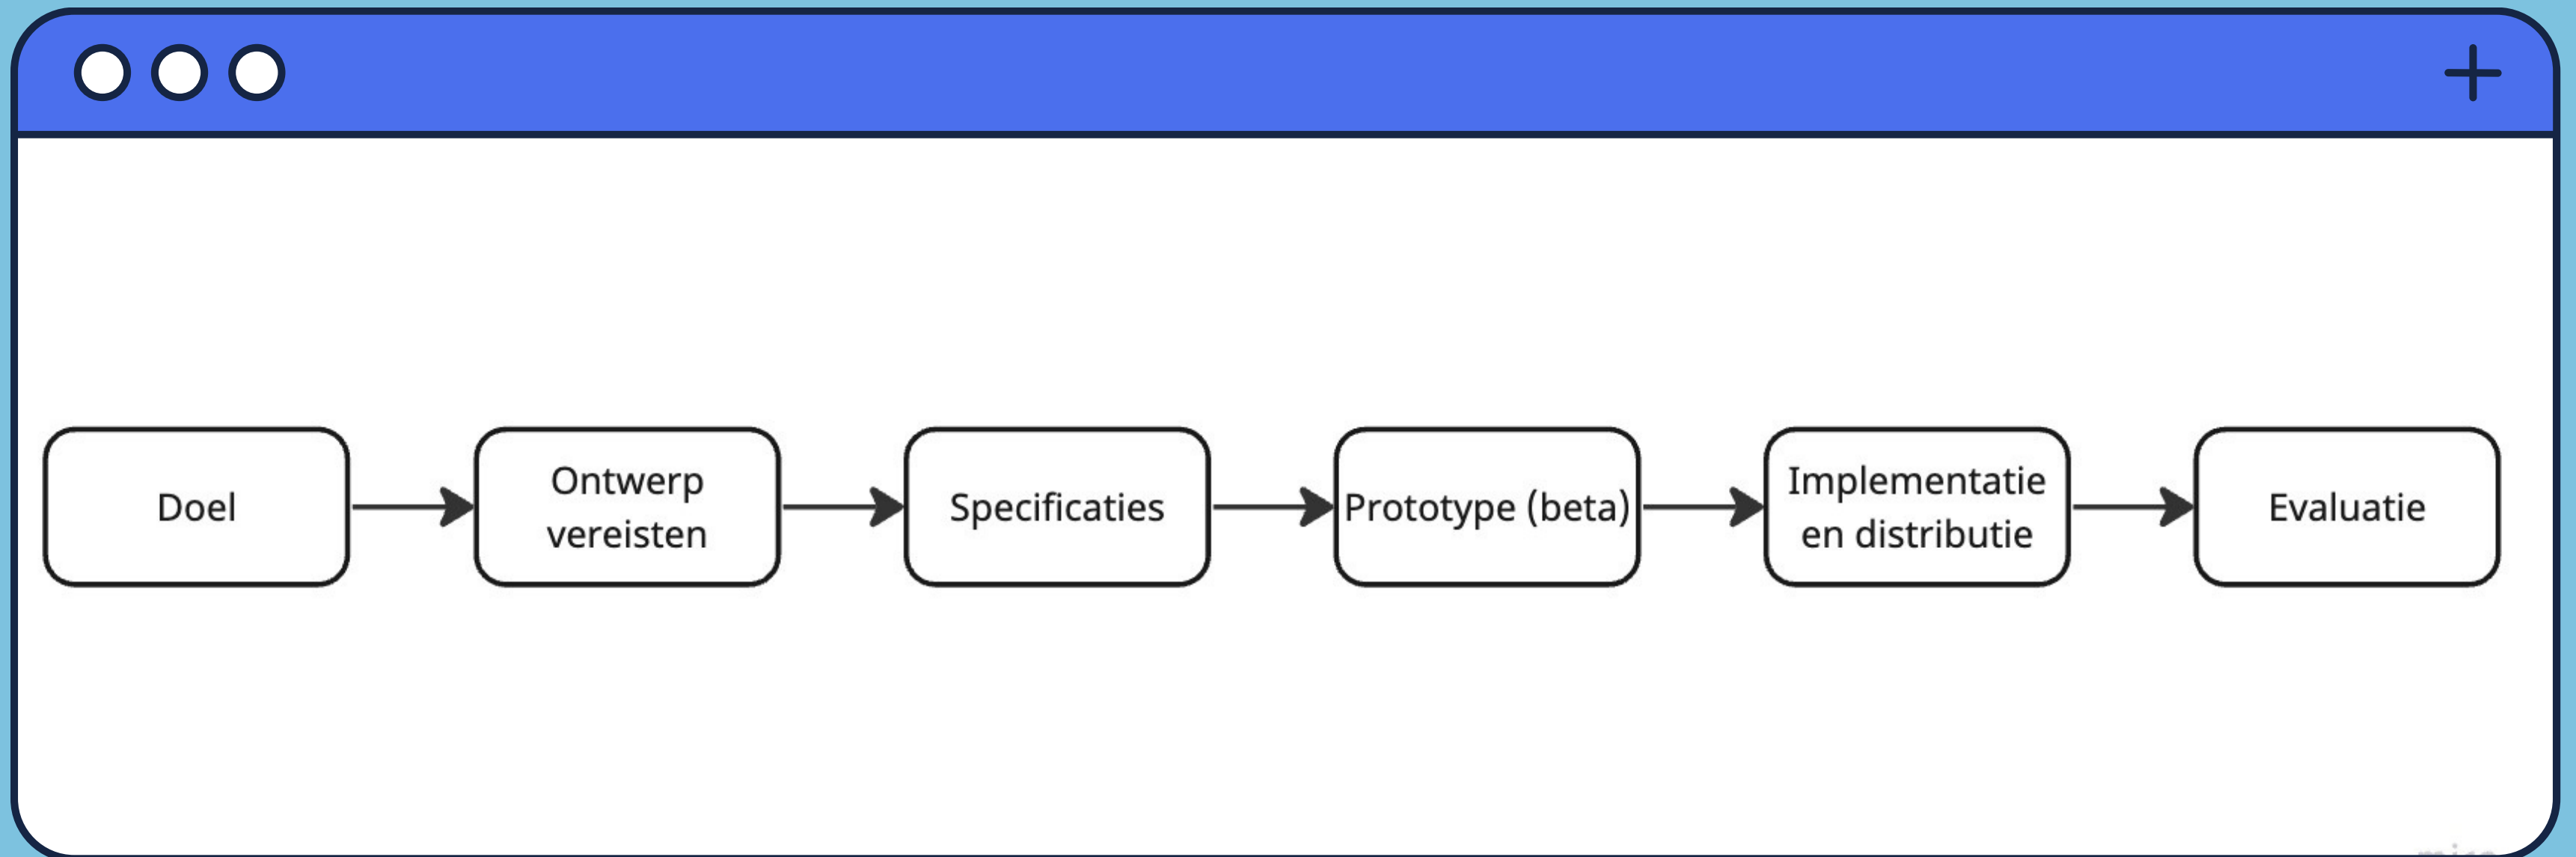 Doel
Ontwerp
vereisten
Specificaties
Prototype (beta)
Implementatie
en distributie
Evaluatie